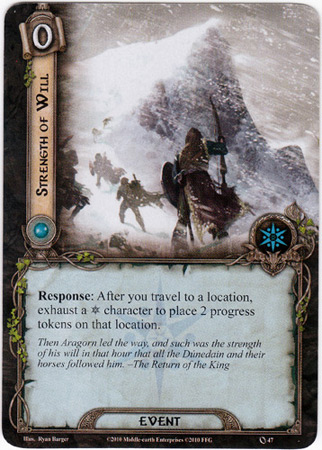 0
STRENGTH OF WILL
Response: After you travel to a location,
exhaust a character to place 2 progress
tokens on that location.
Then Aragorn led the way, and such was the strength
of his will in that hour that all the Dúnedain and their
horses followed him. –The Return of the King
EVENT
Illus. Ryan Barger
©2010 Middle-earth Enterprises ©2010 FFG
47